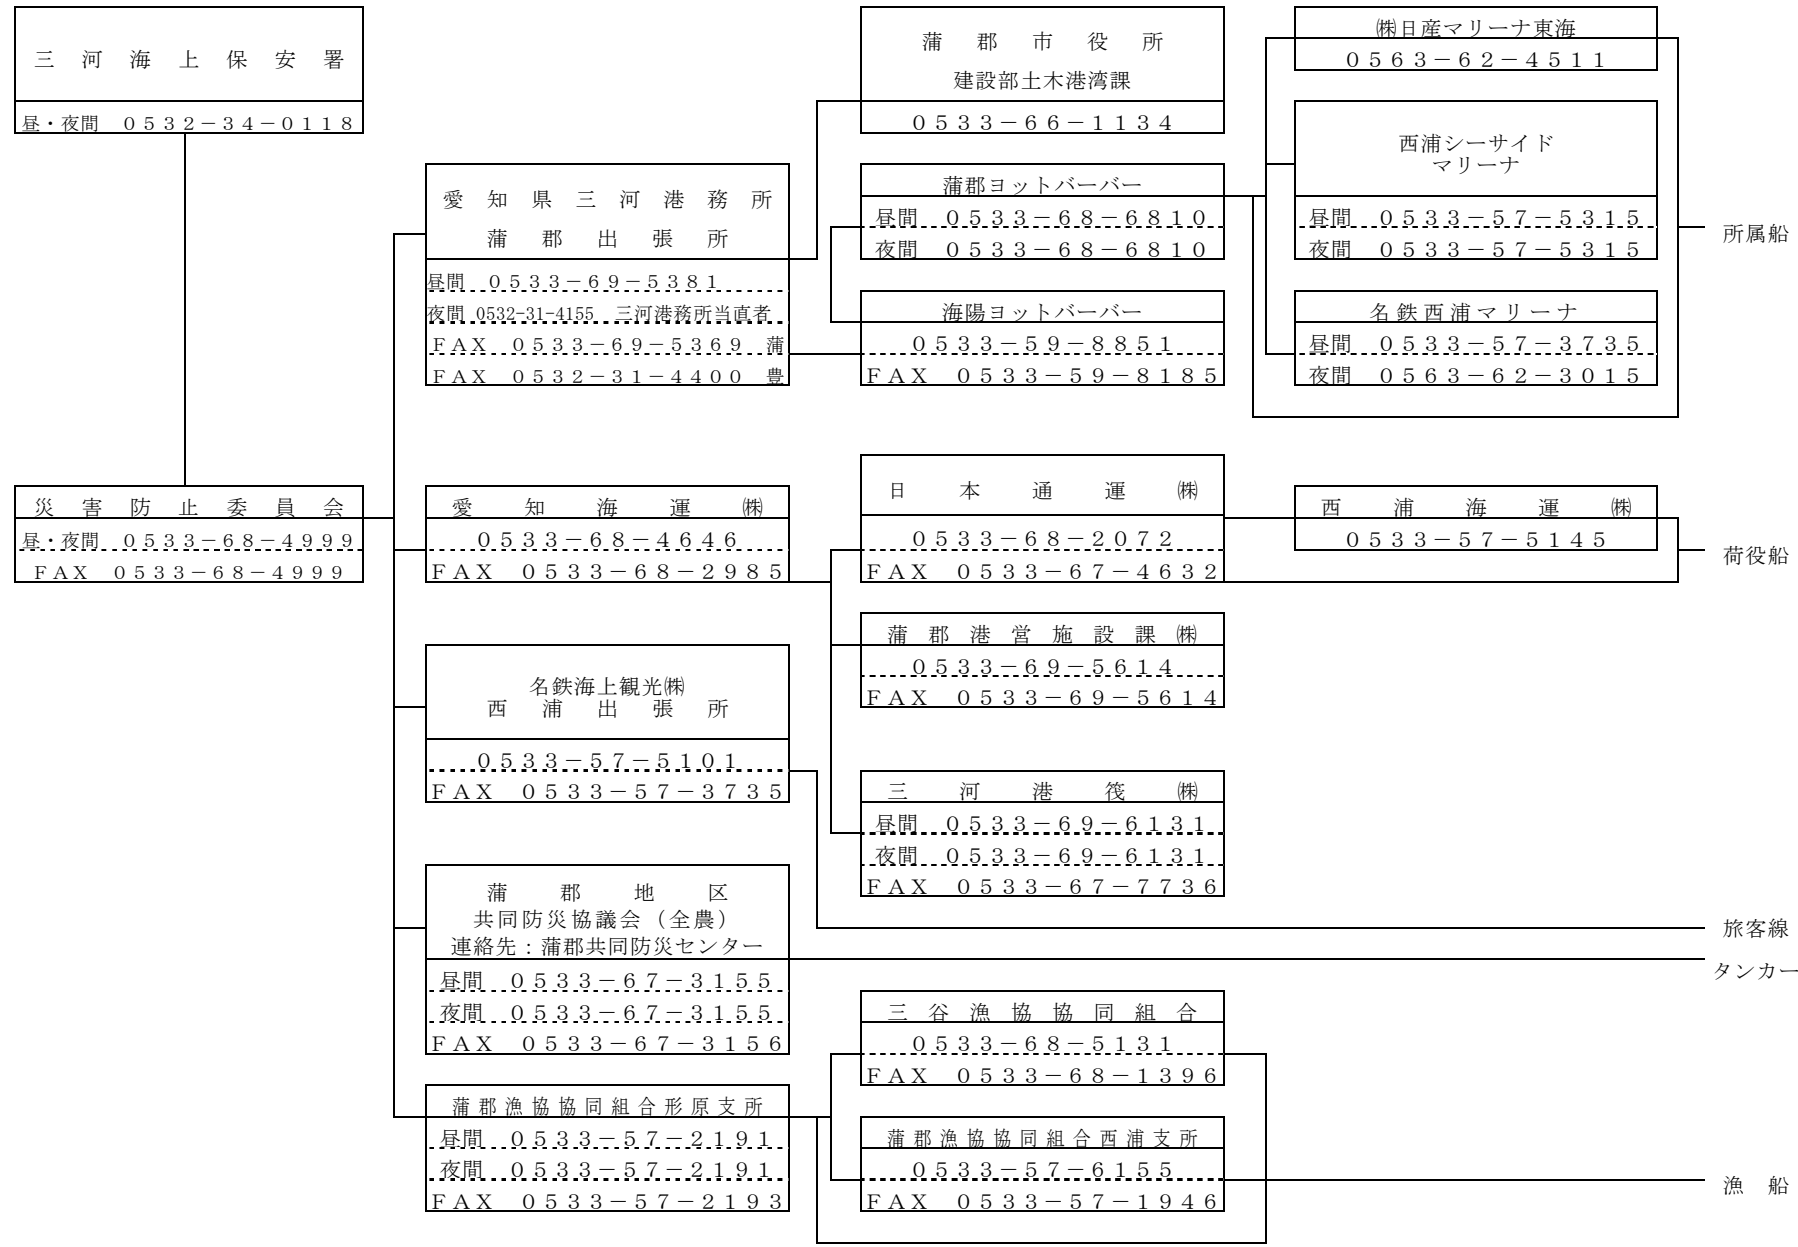 三河海上保安署
昼・夜間　０５３２－３４－０１１８
災害防止委員会
昼・夜間　０５３３－６８－４９９９
ＦＡＸ　０５３３－６８－４９９９
愛知県三河港務所
蒲郡出張所
昼間　０５３３－６９－５３８１
夜間 0532-31-4155　三河港務所当直者
ＦＡＸ　０５３３－６９－５３６９　蒲
ＦＡＸ　０５３２－３１－４４００　豊
愛知海運㈱
０５３３－６８－４６４６
ＦＡＸ　０５３３－６８－２９８５
名鉄海上観光㈱
西浦出張所
０５３３－５７－５１０１
ＦＡＸ　０５３３－５７－３７３５
蒲郡地区
共同防災協議会（全農）
連絡先：蒲郡共同防災センター
昼間　０５３３－６７－３１５５
夜間　０５３３－６７－３１５５
ＦＡＸ　０５３３－６７－３１５６
蒲郡漁協協同組合形原支所
昼間　０５３３－５７－２１９１
夜間　０５３３－５７－２１９１
ＦＡＸ　０５３３－５７－２１９３
蒲郡市役所
建設部土木港湾課
０５３３－６６－１１３４
蒲郡ヨットバーバー
昼間　０５３３－６８－６８１０
夜間　０５３３－６８－６８１０
海陽ヨットバーバー
０５３３－５９－８８５１
ＦＡＸ　０５３３－５９－８１８５
日本通運㈱
０５３３－６８－２０７２
ＦＡＸ　０５３３－６７－４６３２
蒲郡港営施設課㈱
０５３３－６９－５６１４
ＦＡＸ　０５３３－６９－５６１４
三河港筏㈱
昼間　０５３３－６９－６１３１
夜間　０５３３－６９－６１３１
ＦＡＸ　０５３３－６７－７７３６
三谷漁協協同組合
０５３３－６８－５１３１
ＦＡＸ　０５３３－６８－１３９６
蒲郡漁協協同組合西浦支所
０５３３－５７－６１５５
ＦＡＸ　０５３３－５７－１９４６
㈱日産マリーナ東海
０５６３－６２－４５１１
西浦シーサイド
マリーナ
昼間　０５３３－５７－５３１５
夜間　０５３３－５７－５３１５
名鉄西浦マリーナ
昼間　０５３３－５７－３７３５
夜間　０５６３－６２－３０１５
西浦海運㈱
０５３３－５７－５１４５
所属船
荷役船
旅客線
タンカー
漁　船